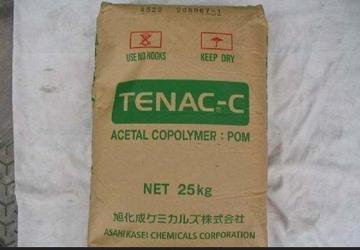 4520
USE NO HOOKS
KEEP DRY
TENAC-C
ACETAL COPOLYMER : POM
NET 25kg
旭化成ケミカルズ株式会社
ASAHI KASEI CHEMICALS CORPORATION